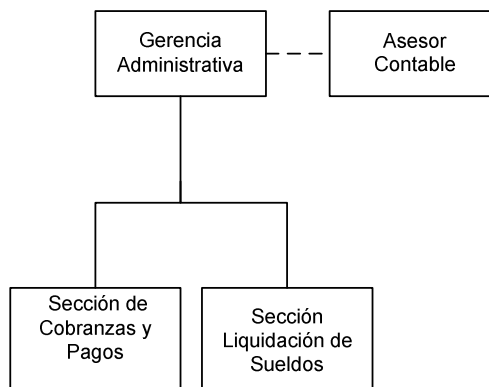 Gerencia
Administrativa
Asesor
Contable
Sección de
Cobranzas y
Pagos
Sección
Liquidación de
Sueldos